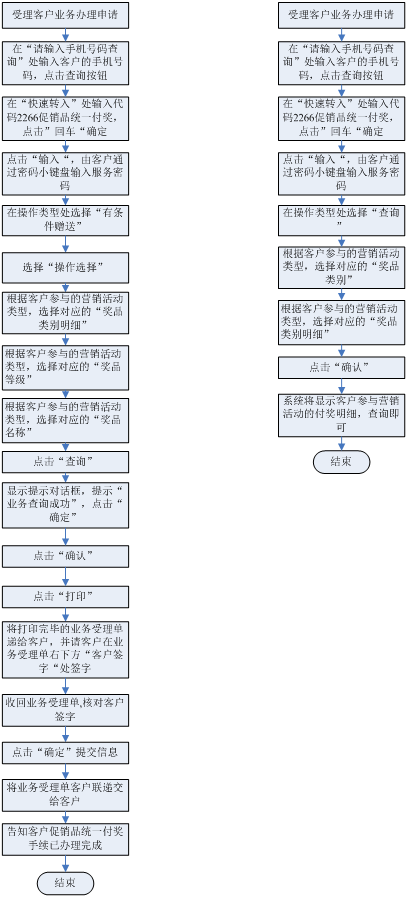 受理客户业务办理申请
在“请输入手机号码查
询”处输入客户的手机号
码，点击查询按钮
在“快速转入”处输入代
码2266促销品统一付奖，
点击”回车“确定
点击“输入“，由客户通
过密码小键盘输入服务密
码
在操作类型处选择“有条
件赠送”
选择“操作选择”
根据客户参与的营销活动
类型，选择对应的“奖品
类别明细”
根据客户参与的营销活动
类型，选择对应的“奖品
等级”
根据客户参与的营销活动
类型，选择对应的“奖品
名称”
点击“查询”
显示提示对话框，提示“
业务查询成功”，点击“
确定”
点击“确认”
点击“打印”
将打印完毕的业务受理单
递给客户，并请客户在业
务受理单右下方“客户签
字“处签字
收回业务受理单,核对客户
签字
点击“确定”提交信息
将业务受理单客户联递交
给客户
告知客户促销品统一付奖
手续已办理完成
结束
受理客户业务办理申请
在“请输入手机号码查
询”处输入客户的手机号
码，点击查询按钮
在“快速转入”处输入代
码2266促销品统一付奖，
点击”回车“确定
点击“输入“，由客户通
过密码小键盘输入服务密
码
在操作类型处选择“查询
”
根据客户参与的营销活动
类型，选择对应的“奖品
类别”
根据客户参与的营销活动
类型，选择对应的“奖品
类别明细”
点击“确认”
系统将显示客户参与营销
活动的付奖明细，查询即
可
结束